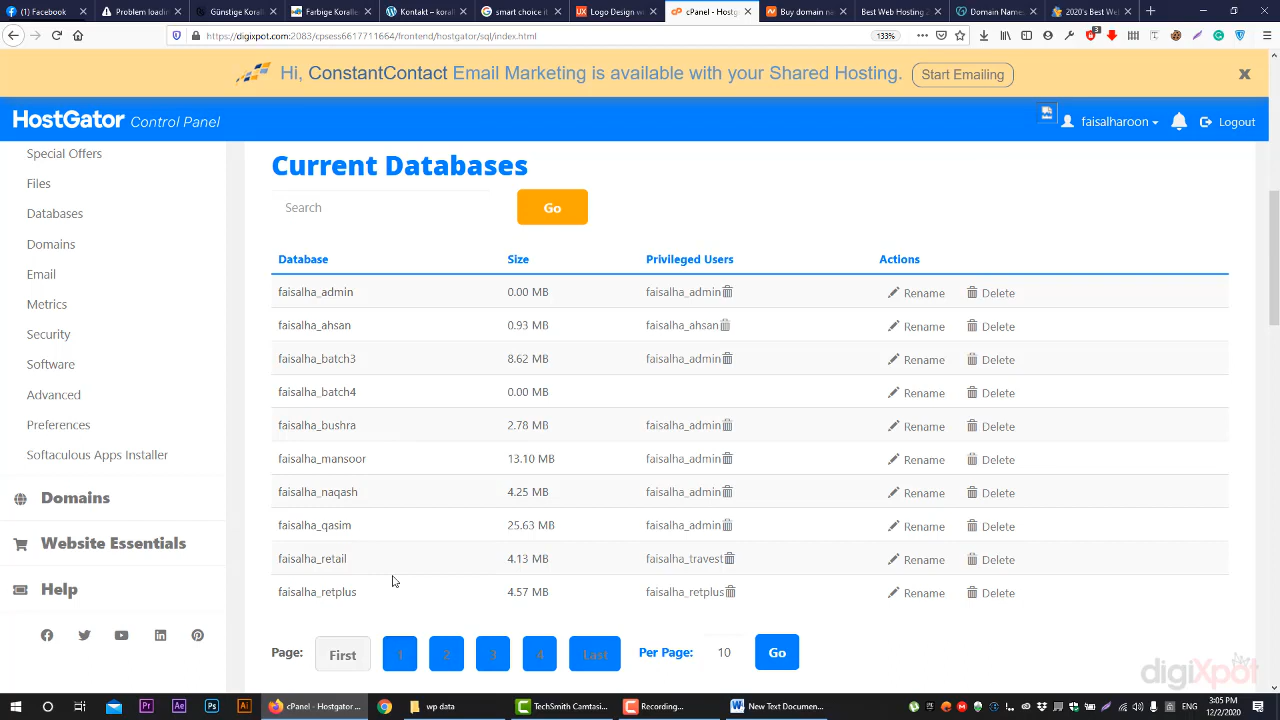 (1) Facebook
Problem loadin
Günstige Korall
Farbige Koralle
Kontakt – koral
smart choice it
Logo Design w
cPanel - Hostg
Buy domain na
Best Web Hosting 2
Domain Names
2020's Best We
https://digixpot.com:2083/cpsess6617711664/frontend/hostgator/sql/index.html
133%
Hi, ConstantContact Email Marketing is available with your Shared Hosting.
Start Emailing
HostGator Control Panel
faisalharoon
Logout
Special Offers
Files
Databases
Domains
Email
Metrics
Security
Software
Advanced
Preferences
Softaculous Apps Installer
Domains
Website Essentials
Help
Current Databases
Search
Go
Database Size Privileged Users Actions
faisalha_admin 0.00 MB faisalha_admin Rename Delete
faisalha_ahsan 0.93 MB faisalha_ahsan Rename Delete
faisalha_batch3 8.62 MB faisalha_admin Rename Delete
faisalha_batch4 0.00 MB Rename Delete
faisalha_bushra 2.78 MB faisalha_admin Rename Delete
faisalha_mansoor 13.10 MB faisalha_admin Rename Delete
faisalha_naqash 4.25 MB faisalha_admin Rename Delete
faisalha_qasim 25.63 MB faisalha_admin Rename Delete
faisalha_retail 4.13 MB faisalha_travest Rename Delete
faisalha_retplus 4.57 MB faisalha_retplus Rename Delete
Page: First 1 2 3 4 Last Per Page: 10 Go
digiXpot
cPanel - Hostgator ...
wp data
TechSmith Camtasi...
Recording...
New Text Documen...
3:05 PM
12/2/2020